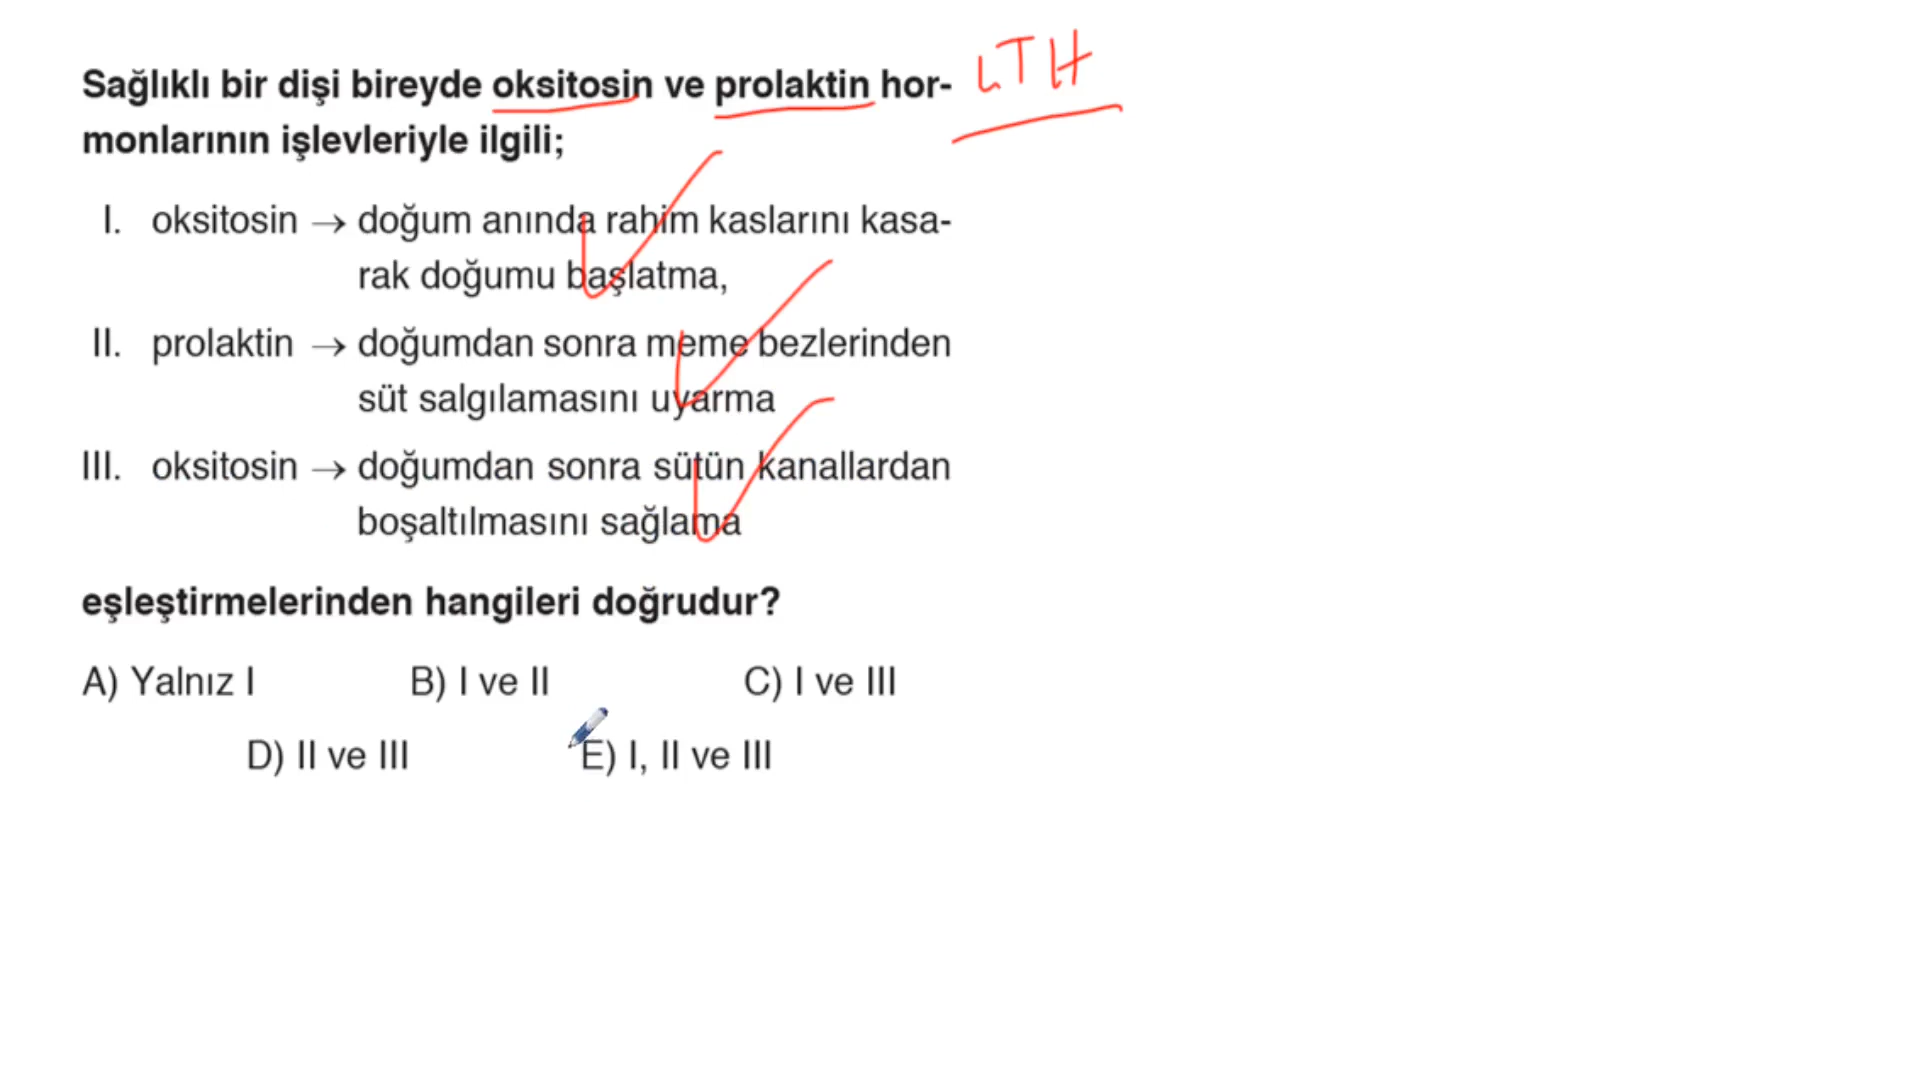 Sağlıklı bir dişi bireyde oksitosin ve prolaktin hor- LTH
monlarının işlevleriyle ilgili;
I. oksitosin → doğum anında rahim kaslarını kasa-
rak doğumu başlatma,
II. prolaktin → doğumdan sonra meme bezlerinden
süt salgılamasını uyarma
III. oksitosin → doğumdan sonra sütün kanallardan
boşaltılmasını sağlama
eşleştirmelerinden hangileri doğrudur?
A) Yalnız I B) I ve II C) I ve III
D) II ve III E) I, II ve III